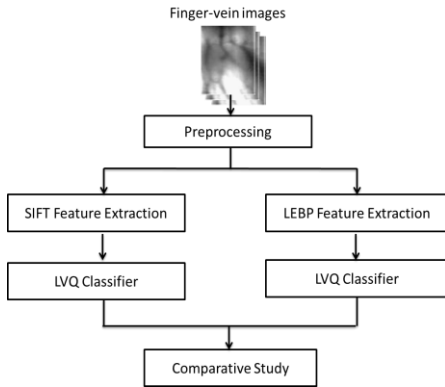 Finger-vein images
Preprocessing
SIFT Feature Extraction
LEBP Feature Extraction
LVQ Classifier
LVQ Classifier
Comparative Study